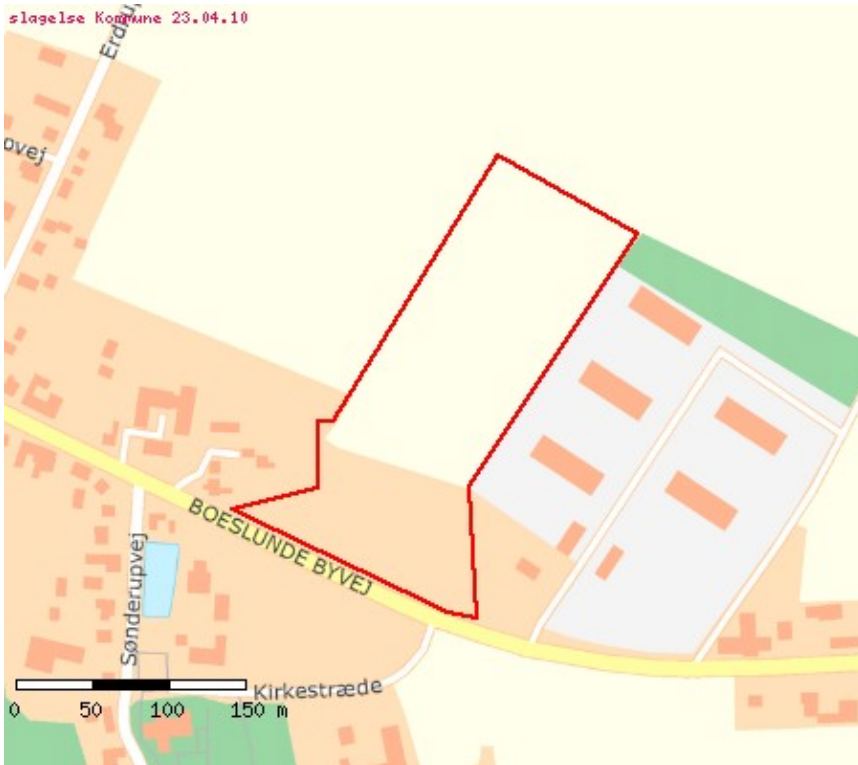 slagelse Kommune 23.04.10
ovej
BOESLUNDE BYVEJ
Sønderupvej
Kirkestræde
0 50 100 150 m